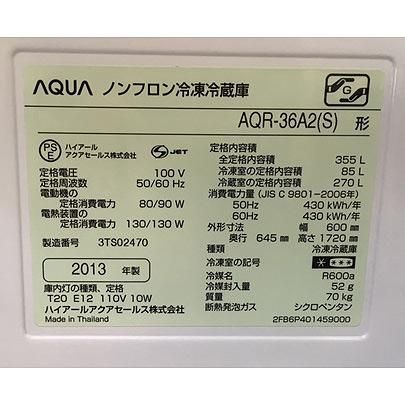 AQUA ノンフロン冷凍冷蔵庫
G
AQR-36A2(S) 形
PS
E
ハイアール
アクアセールス株式会社
S JET
定格電圧 100 V
定格周波数 50/60 Hz
電動機の
定格消費電力 80/90 W
電熱装置の
定格消費電力 130/130 W
製造番号 3TS02470
2013 年製
庫内灯の種類、定格
T20 E12 110V 10W
ハイアールアクアセールス株式会社
Made in Thailand
定格内容積
全定格内容積 355 L
冷凍室の定格内容積 85 L
冷蔵室の定格内容積 270 L
消費電力量(JIS C 9801-2006年)
50Hz 430 kWh/年
60Hz 430 kWh/年
外形寸法 幅 600 mm
奥行 645 mm 高さ 1720 mm
種類 冷凍冷蔵庫
冷凍室の記号 * ***
冷媒 R600a
冷媒封入量 52 g
質量 70 kg
断熱発泡ガス シクロペンタン
2FB6P401459000